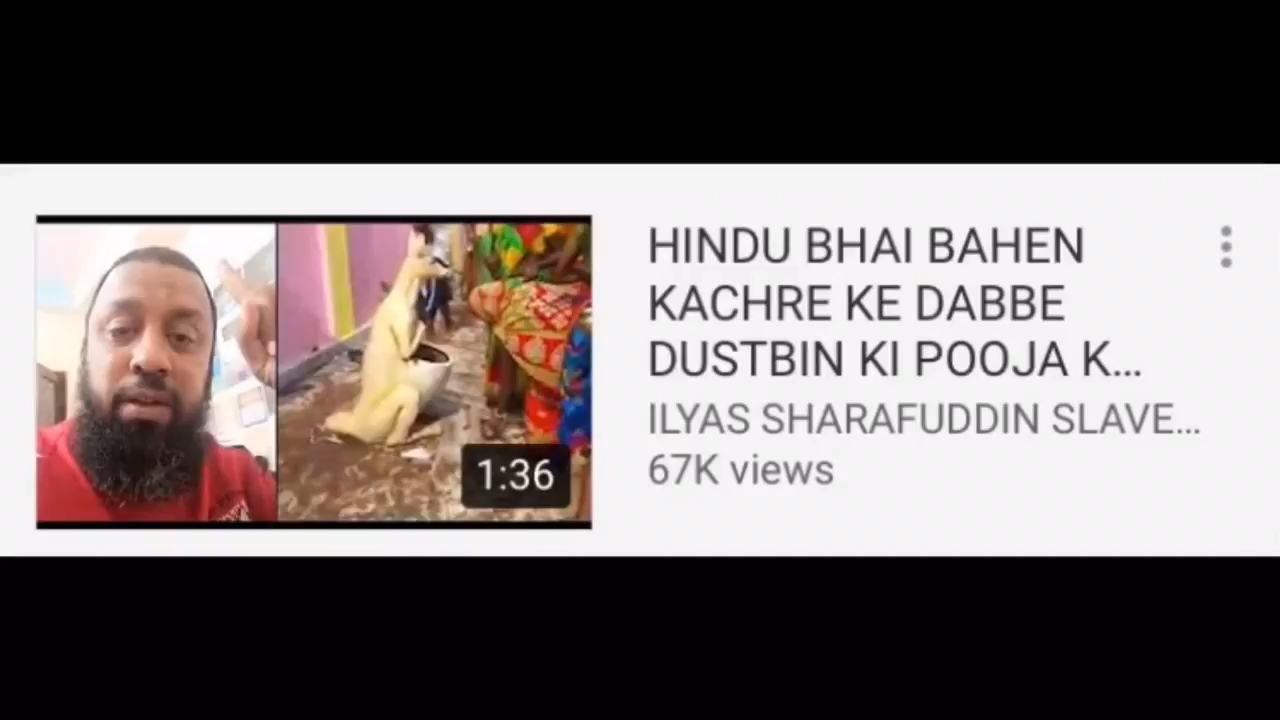 HINDU BHAI BAHEN
KACHRE KE DABBE
DUSTBIN KI POOJA K...
ILYAS SHARAFUDDIN SLAVE...
67K views
1:36